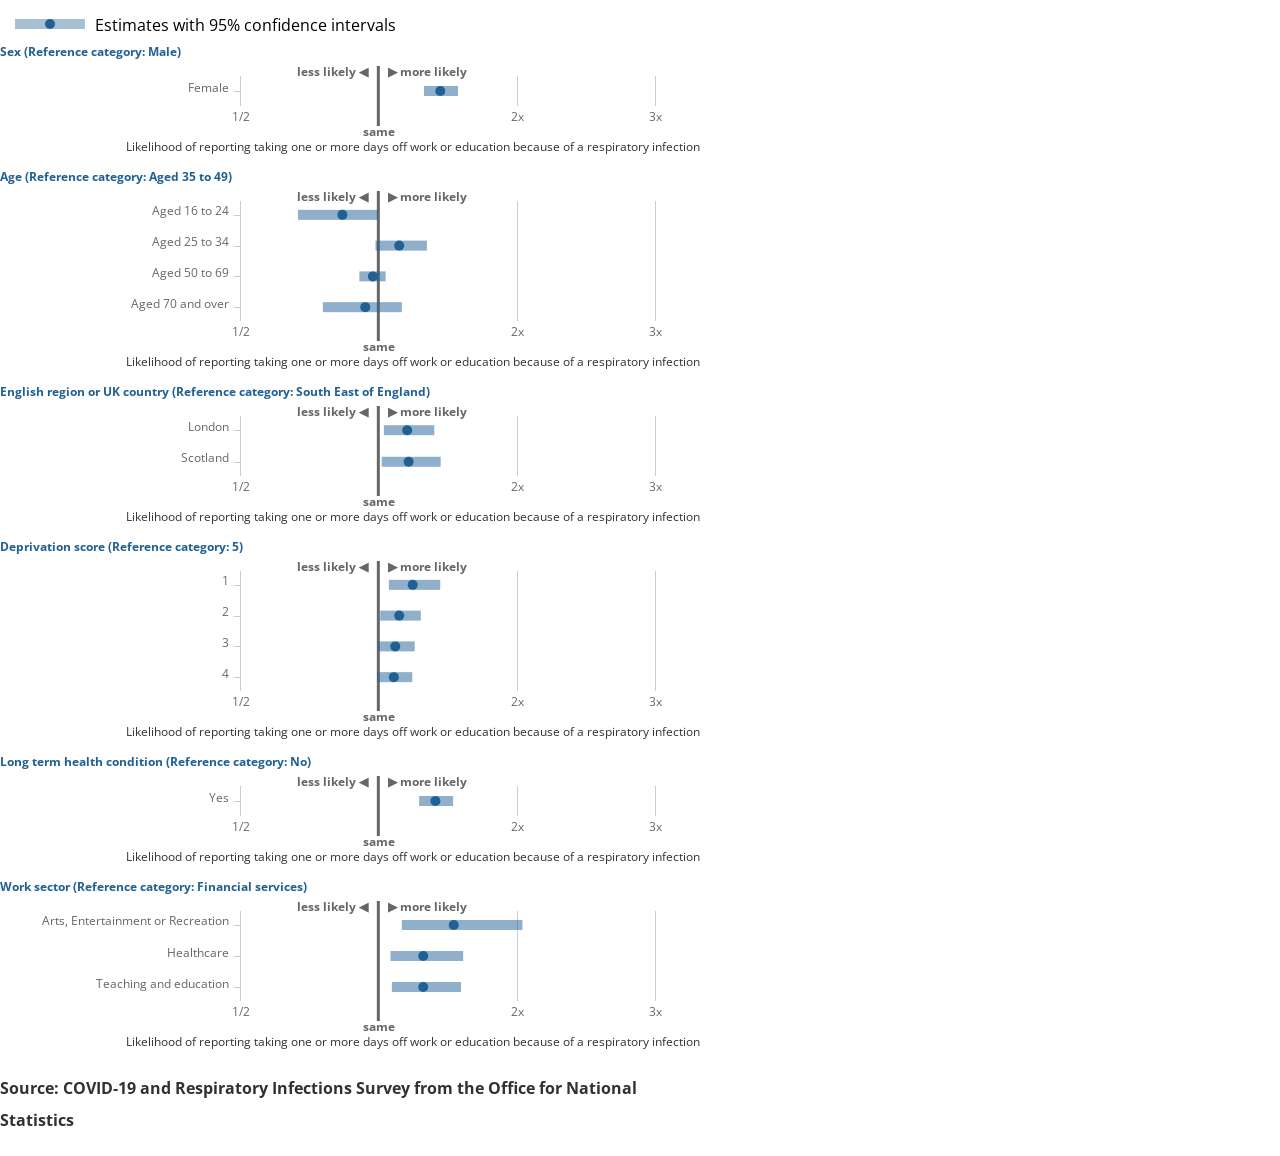 Estimates with 95% confidence intervals
Sex (Reference category: Male)
less likely ◀ ▶ more likely
Female
1/2 2x 3x
same
Likelihood of reporting taking one or more days off work or education because of a respiratory infection
Age (Reference category: Aged 35 to 49)
less likely ◀ ▶ more likely
Aged 16 to 24
Aged 25 to 34
Aged 50 to 69
Aged 70 and over
1/2 2x 3x
same
Likelihood of reporting taking one or more days off work or education because of a respiratory infection
English region or UK country (Reference category: South East of England)
less likely ◀ ▶ more likely
London
Scotland
1/2 2x 3x
same
Likelihood of reporting taking one or more days off work or education because of a respiratory infection
Deprivation score (Reference category: 5)
less likely ◀ ▶ more likely
1
2
3
4
1/2 2x 3x
same
Likelihood of reporting taking one or more days off work or education because of a respiratory infection
Long term health condition (Reference category: No)
less likely ◀ ▶ more likely
Yes
1/2 2x 3x
same
Likelihood of reporting taking one or more days off work or education because of a respiratory infection
Work sector (Reference category: Financial services)
less likely ◀ ▶ more likely
Arts, Entertainment or Recreation
Healthcare
Teaching and education
1/2 2x 3x
same
Likelihood of reporting taking one or more days off work or education because of a respiratory infection
Source: COVID-19 and Respiratory Infections Survey from the Office for National
Statistics